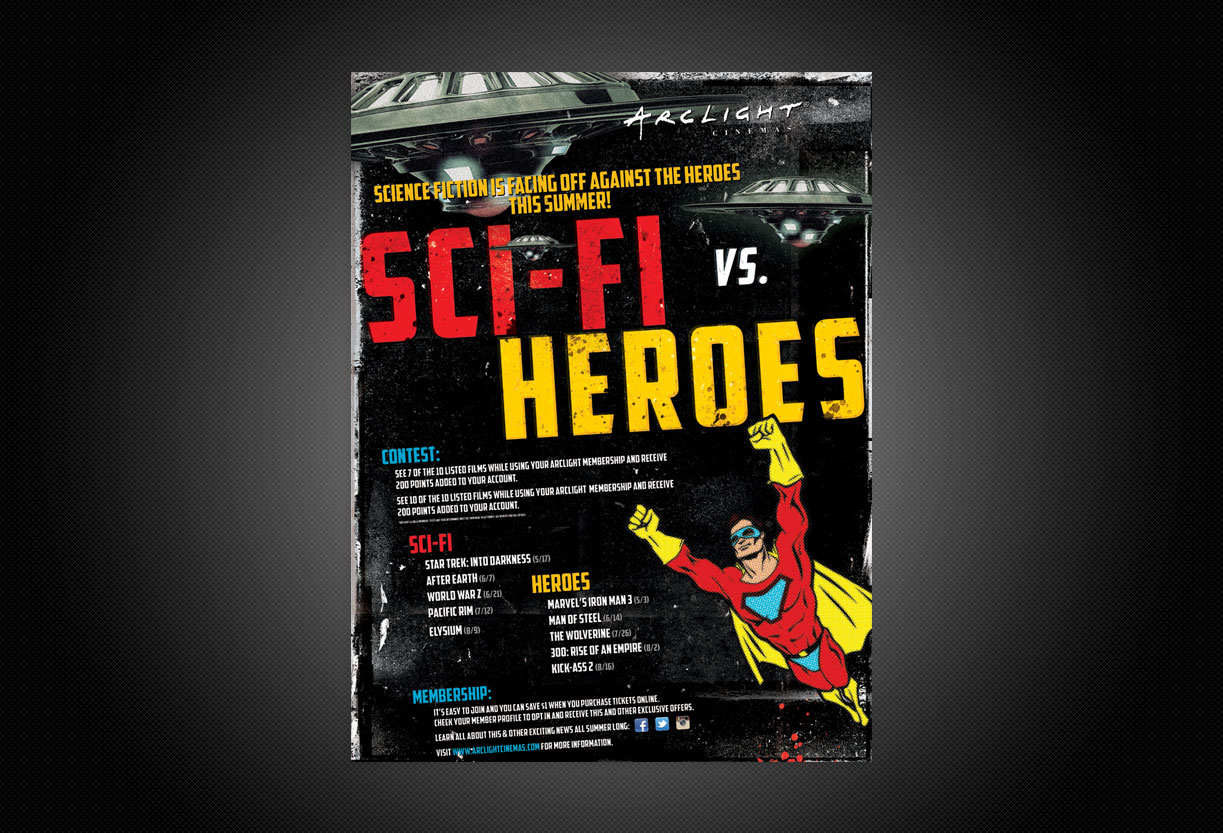 ARCLIGHT
CINEMAS
SCIENCE FICTION IS FACING OFF AGAINST THE HEROES
THIS SUMMER!
SCI-FI
VS.
HEROES
CONTEST:
SEE 7 OF THE 10 LISTED FILMS WHILE USING YOUR ARCLIGHT MEMBERSHIP AND RECEIVE
200 POINTS ADDED TO YOUR ACCOUNT.
SEE 10 OF THE 10 LISTED FILMS WHILE USING YOUR ARCLIGHT MEMBERSHIP AND RECEIVE
200 POINTS ADDED TO YOUR ACCOUNT.
SCI-FI
STAR TREK: INTO DARKNESS (5/17)
AFTER EARTH (6/7)
WORLD WAR Z (6/21)
PACIFIC RIM (7/12)
ELYSIUM (8/9)
HEROES
MARVEL'S IRON MAN 3 (5/3)
MAN OF STEEL (6/14)
THE WOLVERINE (7/26)
300: RISE OF AN EMPIRE (8/2)
KICK-ASS 2 (8/16)
MEMBERSHIP:
IT'S EASY TO JOIN AND YOU CAN SAVE $1 WHEN YOU PURCHASE TICKETS ONLINE.
CHECK YOUR MEMBER PROFILE TO OPT IN AND RECEIVE THIS AND OTHER EXCLUSIVE OFFERS.
LEARN ALL ABOUT THIS & OTHER EXCITING NEWS ALL SUMMER LONG:
VISIT WWW.ARCLIGHTCINEMAS.COM FOR MORE INFORMATION.